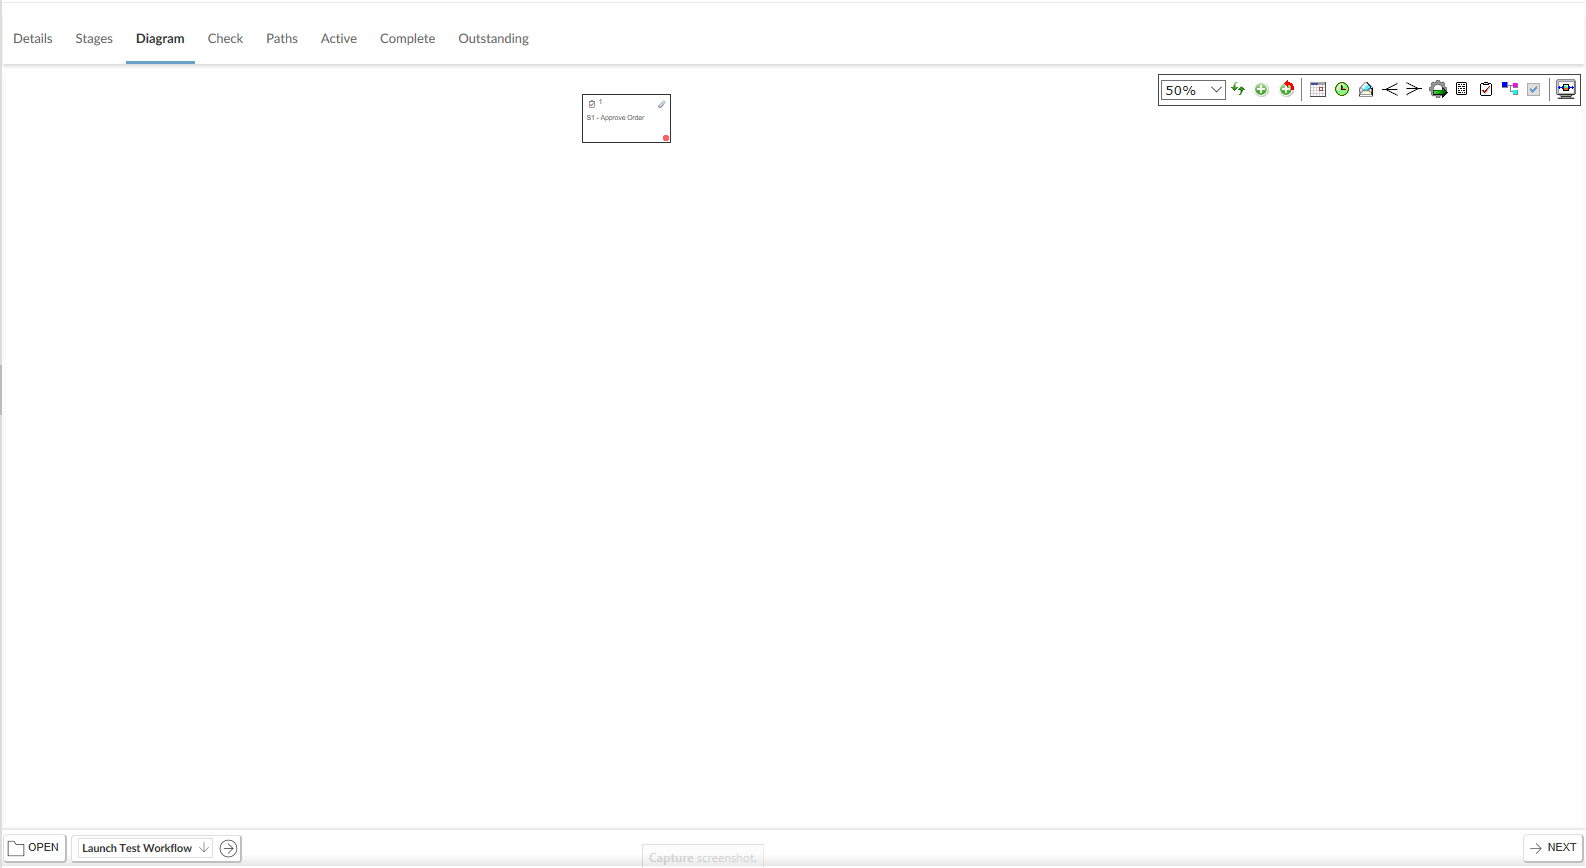 Details Stages Diagram Check Paths Active Complete Outstanding
50%
1
S1 - Approve Order
OPEN Launch Test Workflow NEXT
Capture screenshot.